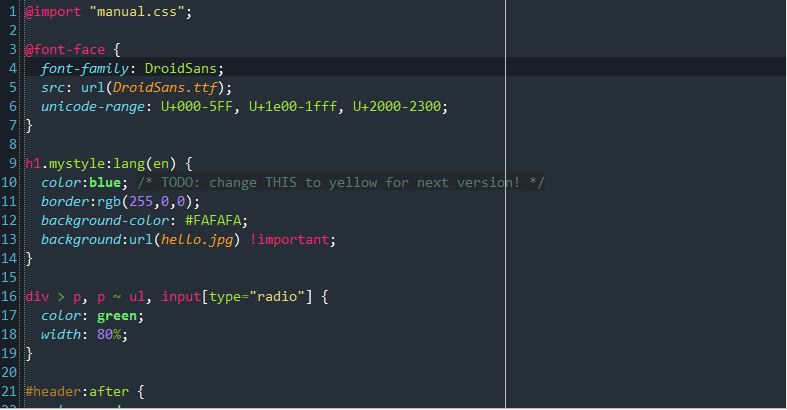 1 @import "manual.css";
2
3 @font-face {
4   font-family: DroidSans;
5   src: url(DroidSans.ttf);
6   unicode-range: U+000-5FF, U+1e00-1fff, U+2000-2300;
7 }
8
9 h1.mystyle:lang(en) {
10   color:blue; /* TODO: change THIS to yellow for next version! */
11   border:rgb(255,0,0);
12   background-color: #FAFAFA;
13   background:url(hello.jpg) !important;
14 }
15
16 div > p, p ~ ul, input[type="radio"] {
17   color: green;
18   width: 80%;
19 }
20
21 #header:after {